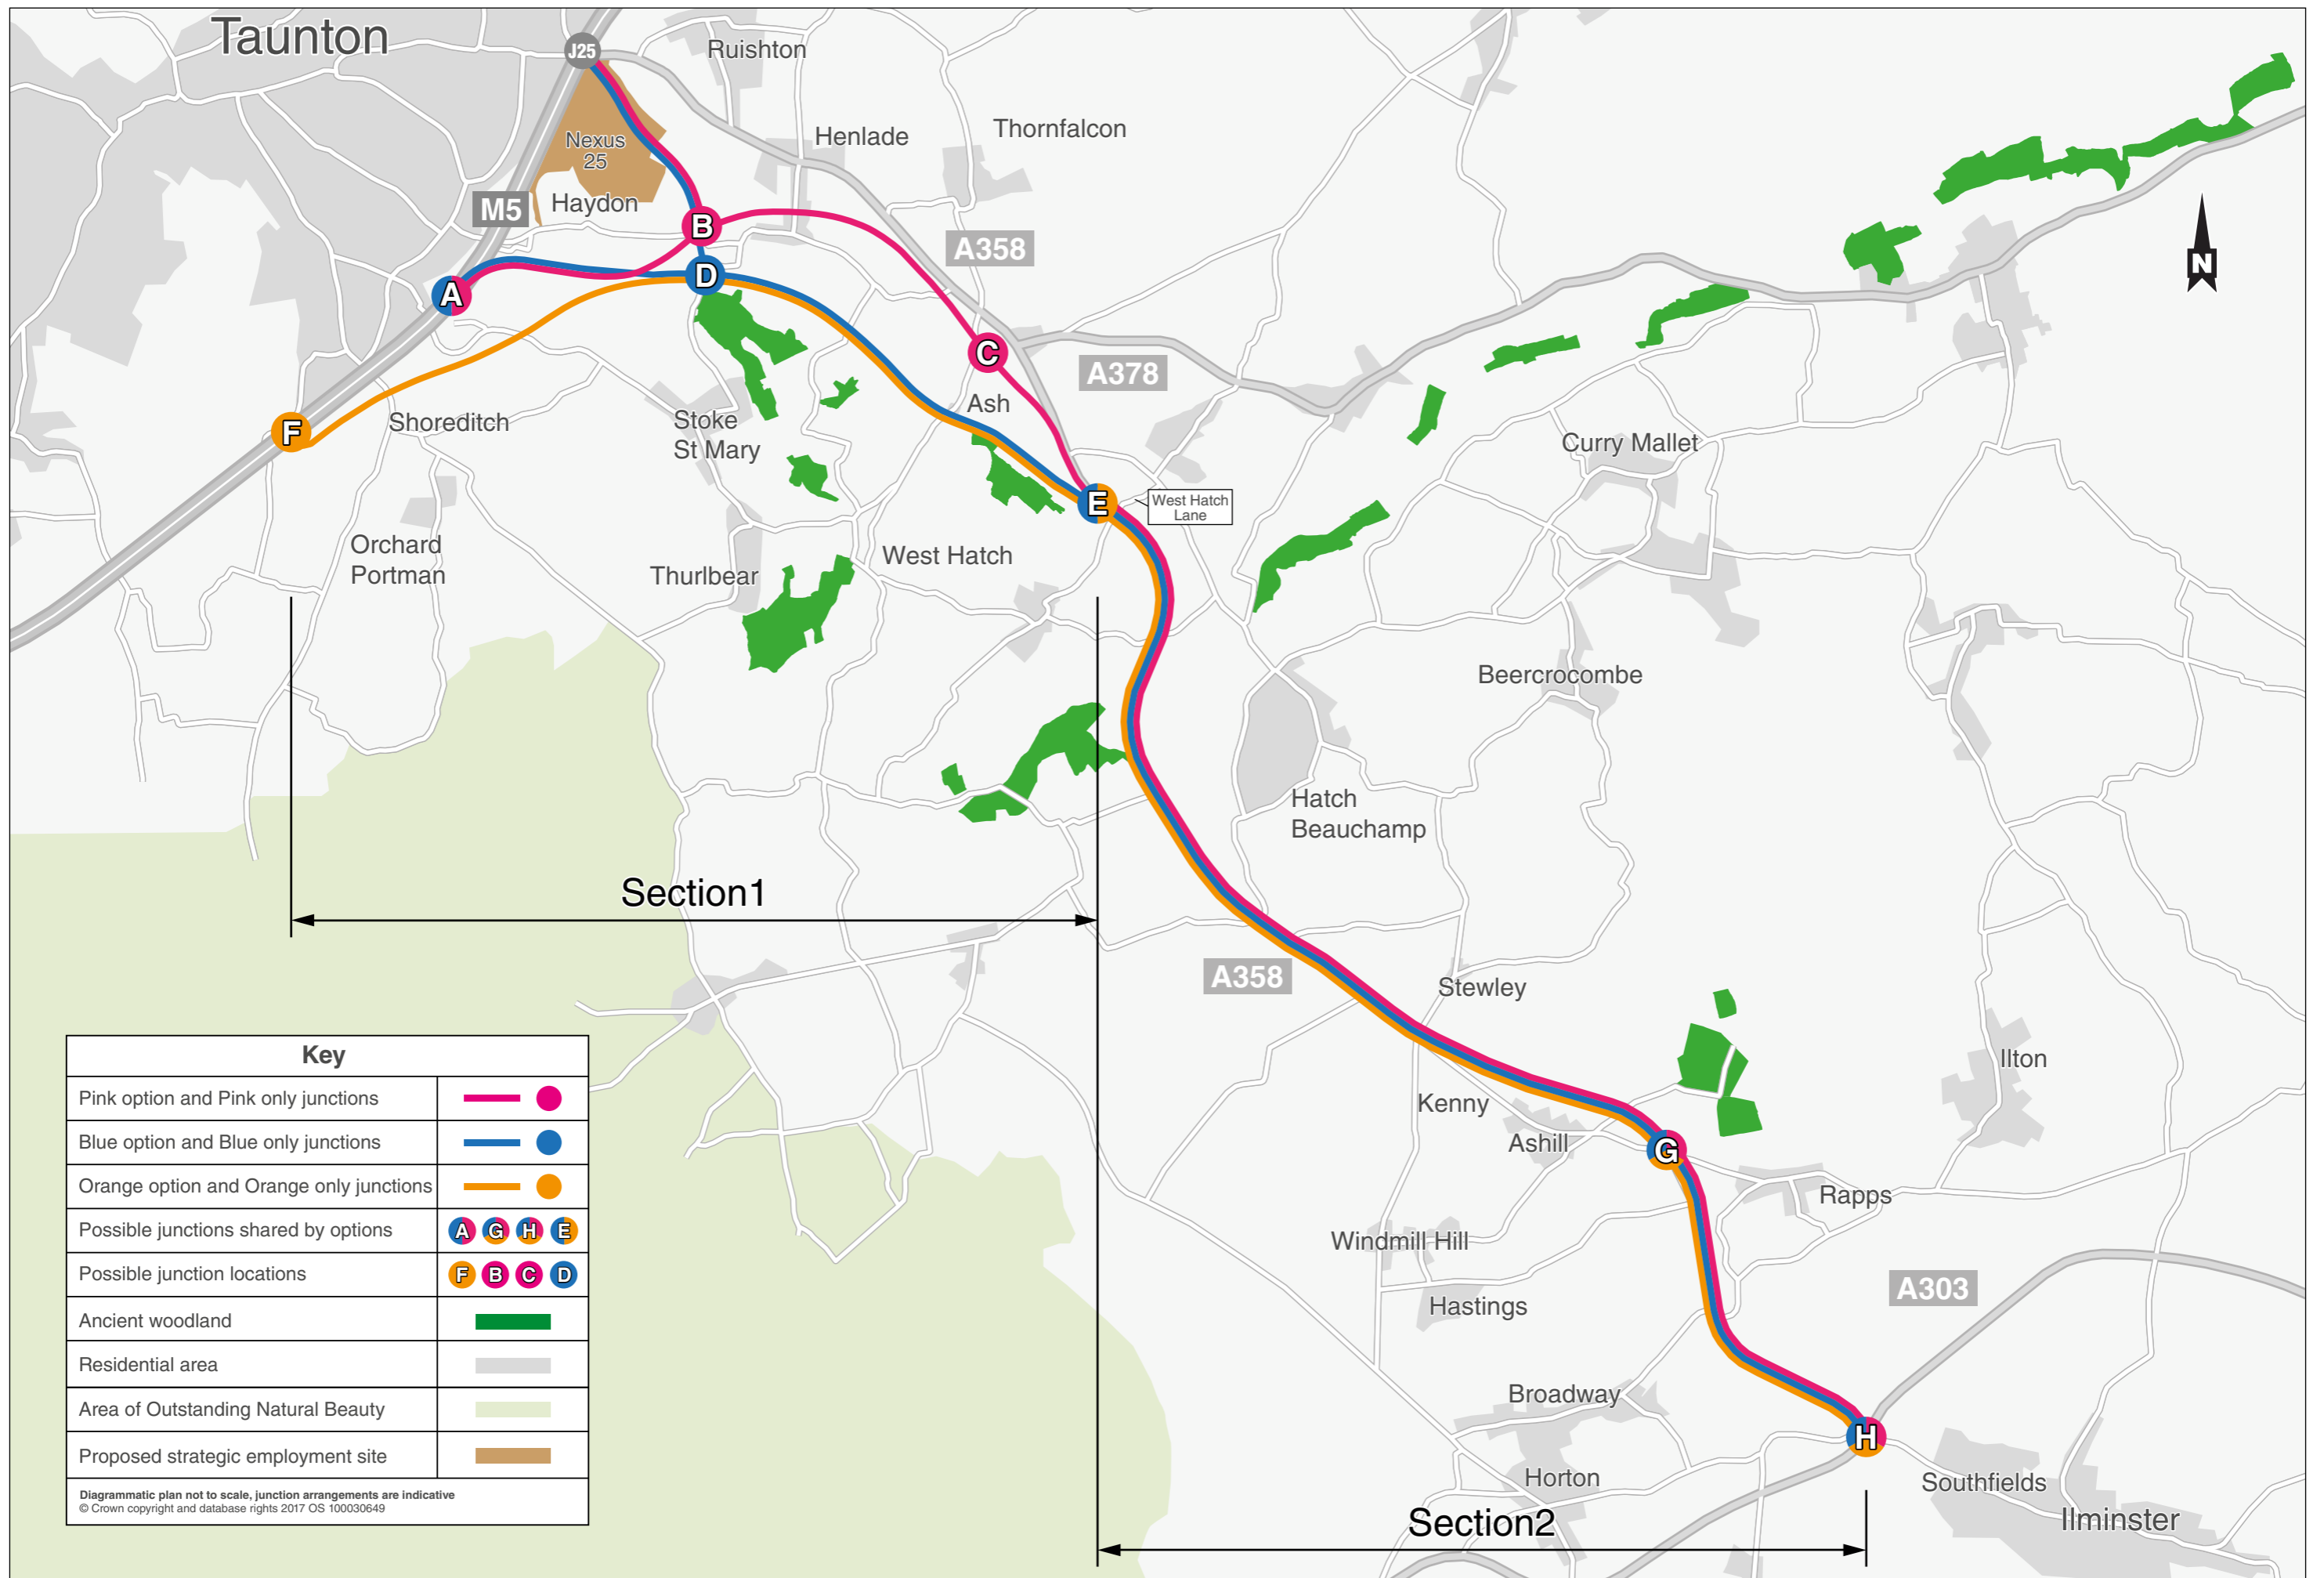 Taunton
J25
Ruishton
Nexus
25
Henlade
Thornfalcon
M5
Haydon
B
A358
N
D
A
C
A378
Ash
F
Shoreditch
Stoke
St Mary
Curry Mallet
E
West Hatch
Lane
Orchard
Portman
Thurlbear
West Hatch
Beercrocombe
Hatch
Beauchamp
Section1
A358
Stewley
Ilton
Kenny
Ashill
G
Rapps
Windmill Hill
A303
Hastings
Broadway
H
Horton
Southfields
Ilminster
Section2
Key
Pink option and Pink only junctions
Blue option and Blue only junctions
Orange option and Orange only junctions
Possible junctions shared by options A G H E
Possible junction locations F B C D
Ancient woodland
Residential area
Area of Outstanding Natural Beauty
Proposed strategic employment site
Diagrammatic plan not to scale, junction arrangements are indicative
© Crown copyright and database rights 2017 OS 100030649